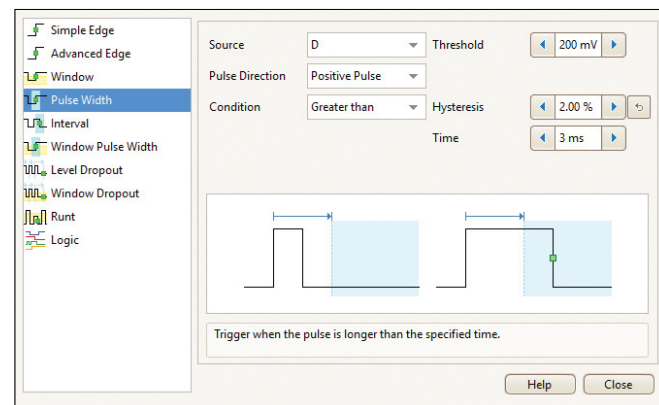 Simple Edge
Advanced Edge
Window
Pulse Width
Interval
Window Pulse Width
Level Dropout
Window Dropout
Runt
Logic
Source D Threshold 200 mV
Pulse Direction Positive Pulse
Condition Greater than Hysteresis 2.00 %
Time 3 ms
Trigger when the pulse is longer than the specified time.
Help Close